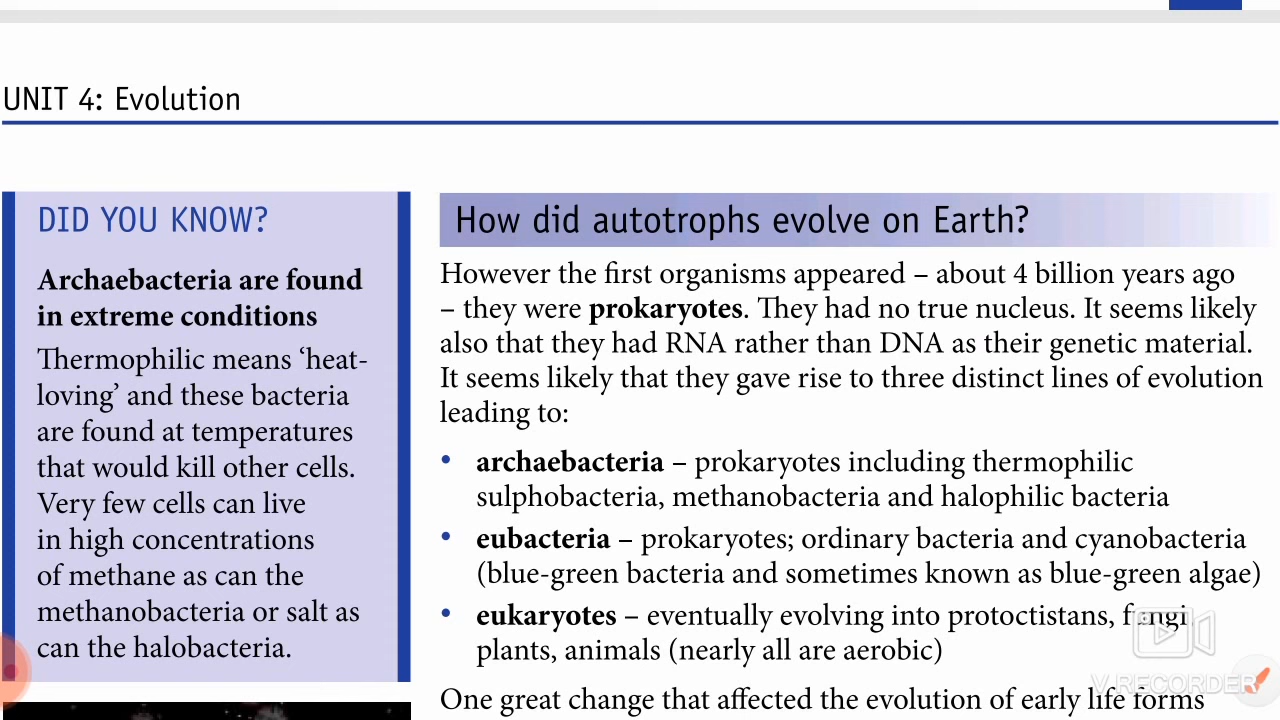 UNIT 4: Evolution
DID YOU KNOW?
Archaebacteria are found
in extreme conditions
Thermophilic means ‘heat-
loving’ and these bacteria
are found at temperatures
that would kill other cells.
Very few cells can live
in high concentrations
of methane as can the
methanobacteria or salt as
can the halobacteria.
How did autotrophs evolve on Earth?
However the first organisms appeared – about 4 billion years ago
– they were prokaryotes. They had no true nucleus. It seems likely
also that they had RNA rather than DNA as their genetic material.
It seems likely that they gave rise to three distinct lines of evolution
leading to:
• archaebacteria – prokaryotes including thermophilic
sulphobacteria, methanobacteria and halophilic bacteria
• eubacteria – prokaryotes; ordinary bacteria and cyanobacteria
(blue-green bacteria and sometimes known as blue-green algae)
• eukaryotes – eventually evolving into protoctistans, fungi
plants, animals (nearly all are aerobic)
One great change that affected the evolution of early life forms
V.RECORDER